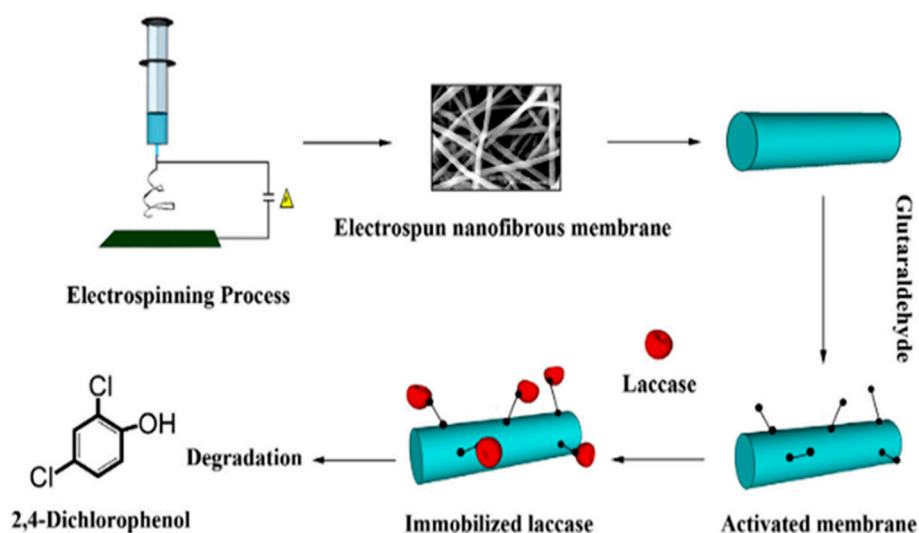 Electrospun nanofibrous membrane
Electrospinning Process
Glutaraldehyde
Laccase
Cl
OH
Cl
Degradation
2,4-Dichlorophenol
Immobilized laccase
Activated membrane